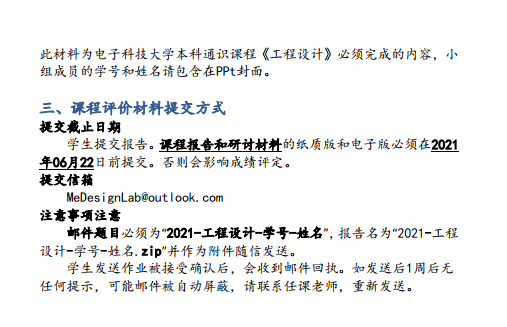 此材料为电子科技大学本科通识课程《工程设计》必须完成的内容，小
组成员的学号和姓名请包含在PPt封面。
三、课程评价材料提交方式
提交截止日期
学生提交报告。课程报告和研讨材料的纸质版和电子版必须在2021
年06月22日前提交。否则会影响成绩评定。
提交信箱
MeDesignLab@outlook.com
注意事项注意
邮件题目必须为“2021-工程设计-学号-姓名”，报告名为“2021-工程
设计-学号-姓名.zip”并作为附件随信发送。
学生发送作业被接受确认后，会收到邮件回执。如发送后1周后无
任何提示，可能邮件被自动屏蔽，请联系任课老师，重新发送。